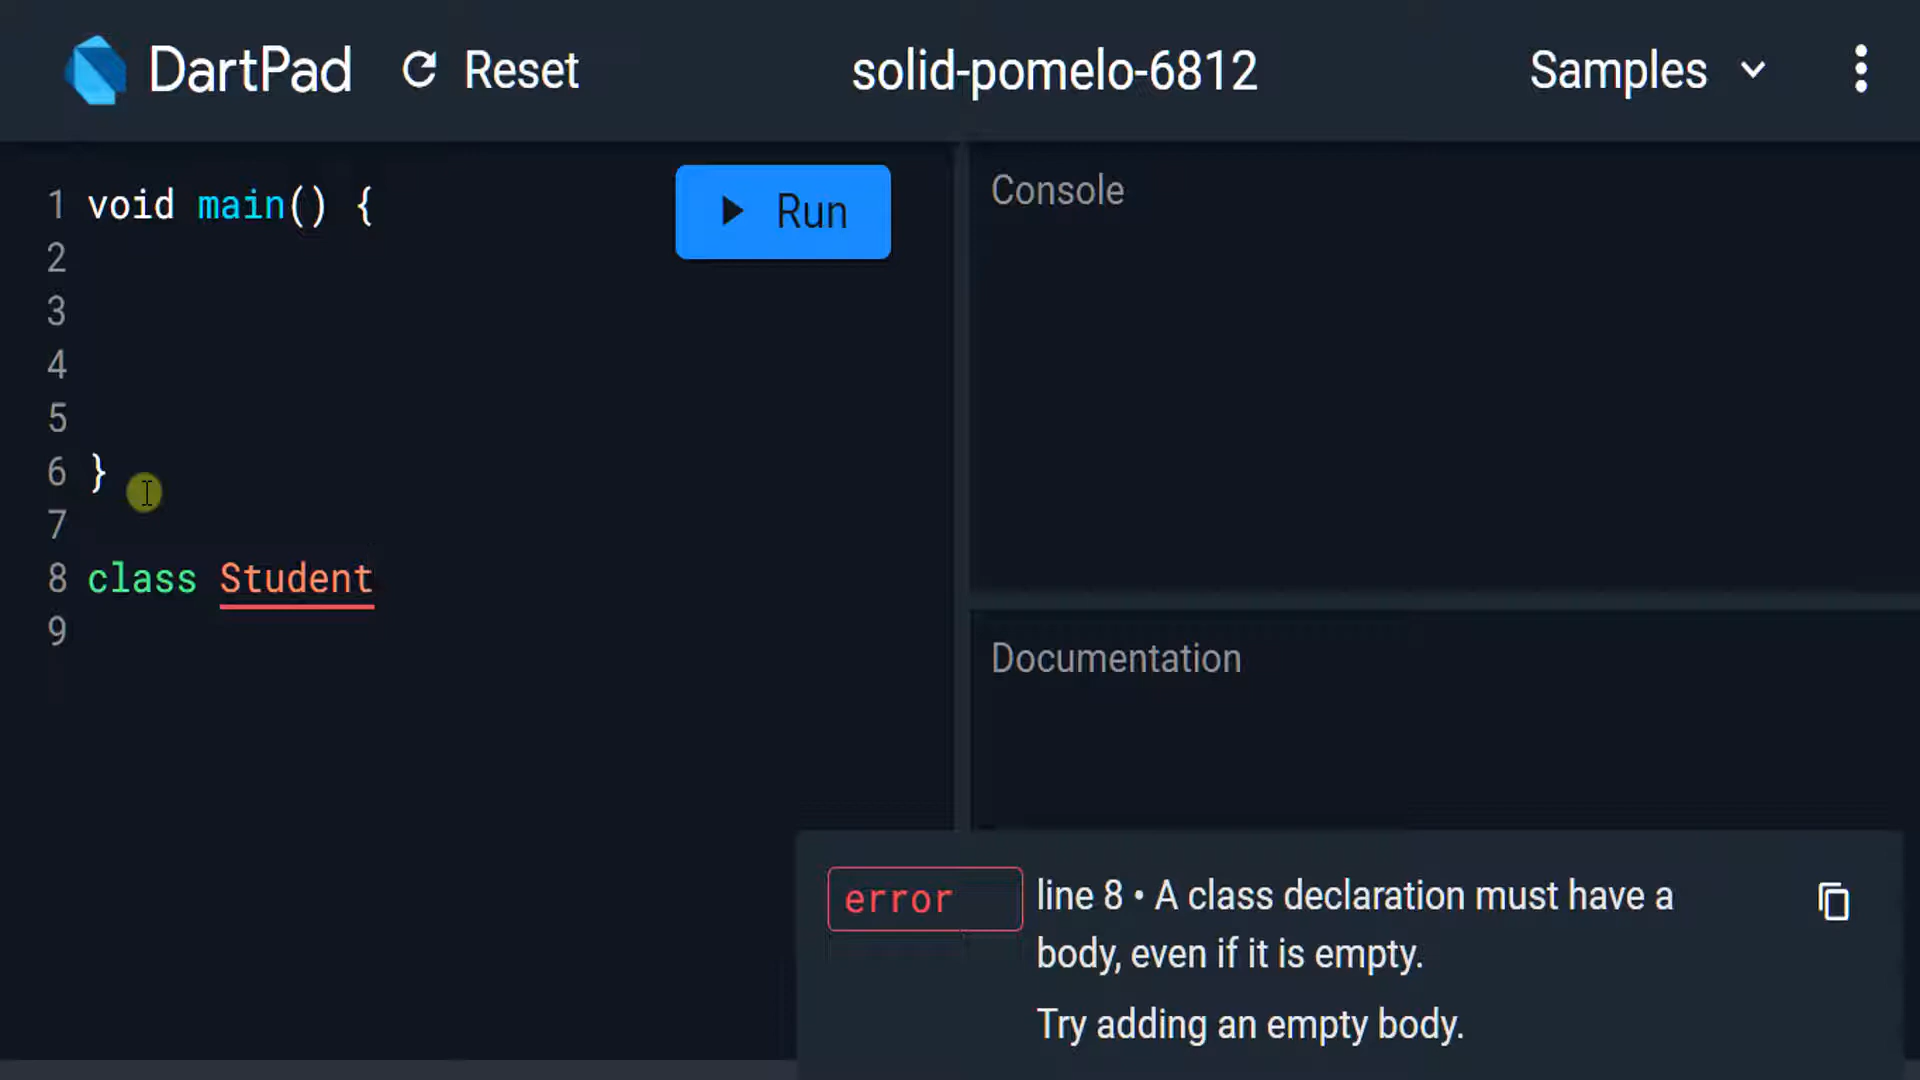 DartPad Reset solid-pomelo-6812 Samples
1 void main() {
Run
2
3
4
5
6 }
7
8 class Student
9
Console
Documentation
error line 8 • A class declaration must have a
body, even if it is empty.
Try adding an empty body.